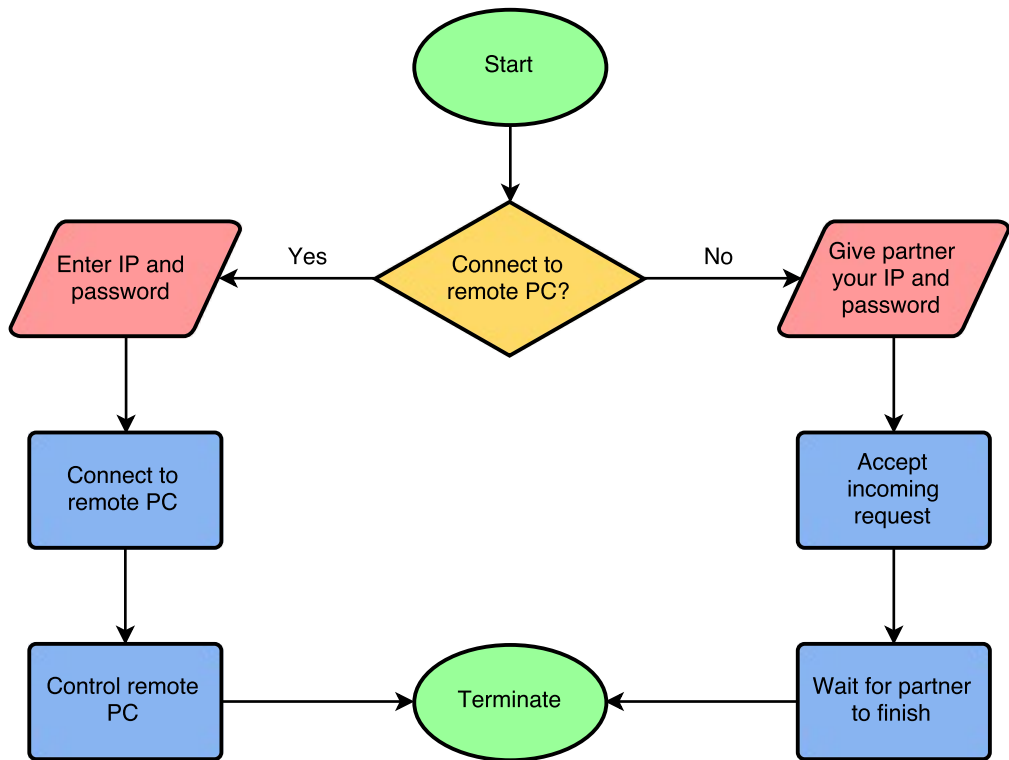 Start
Yes
No
Enter IP and
password
Connect to
remote PC?
Give partner
your IP and
password
Connect to
remote PC
Accept
incoming
request
Control remote
PC
Terminate
Wait for partner
to finish